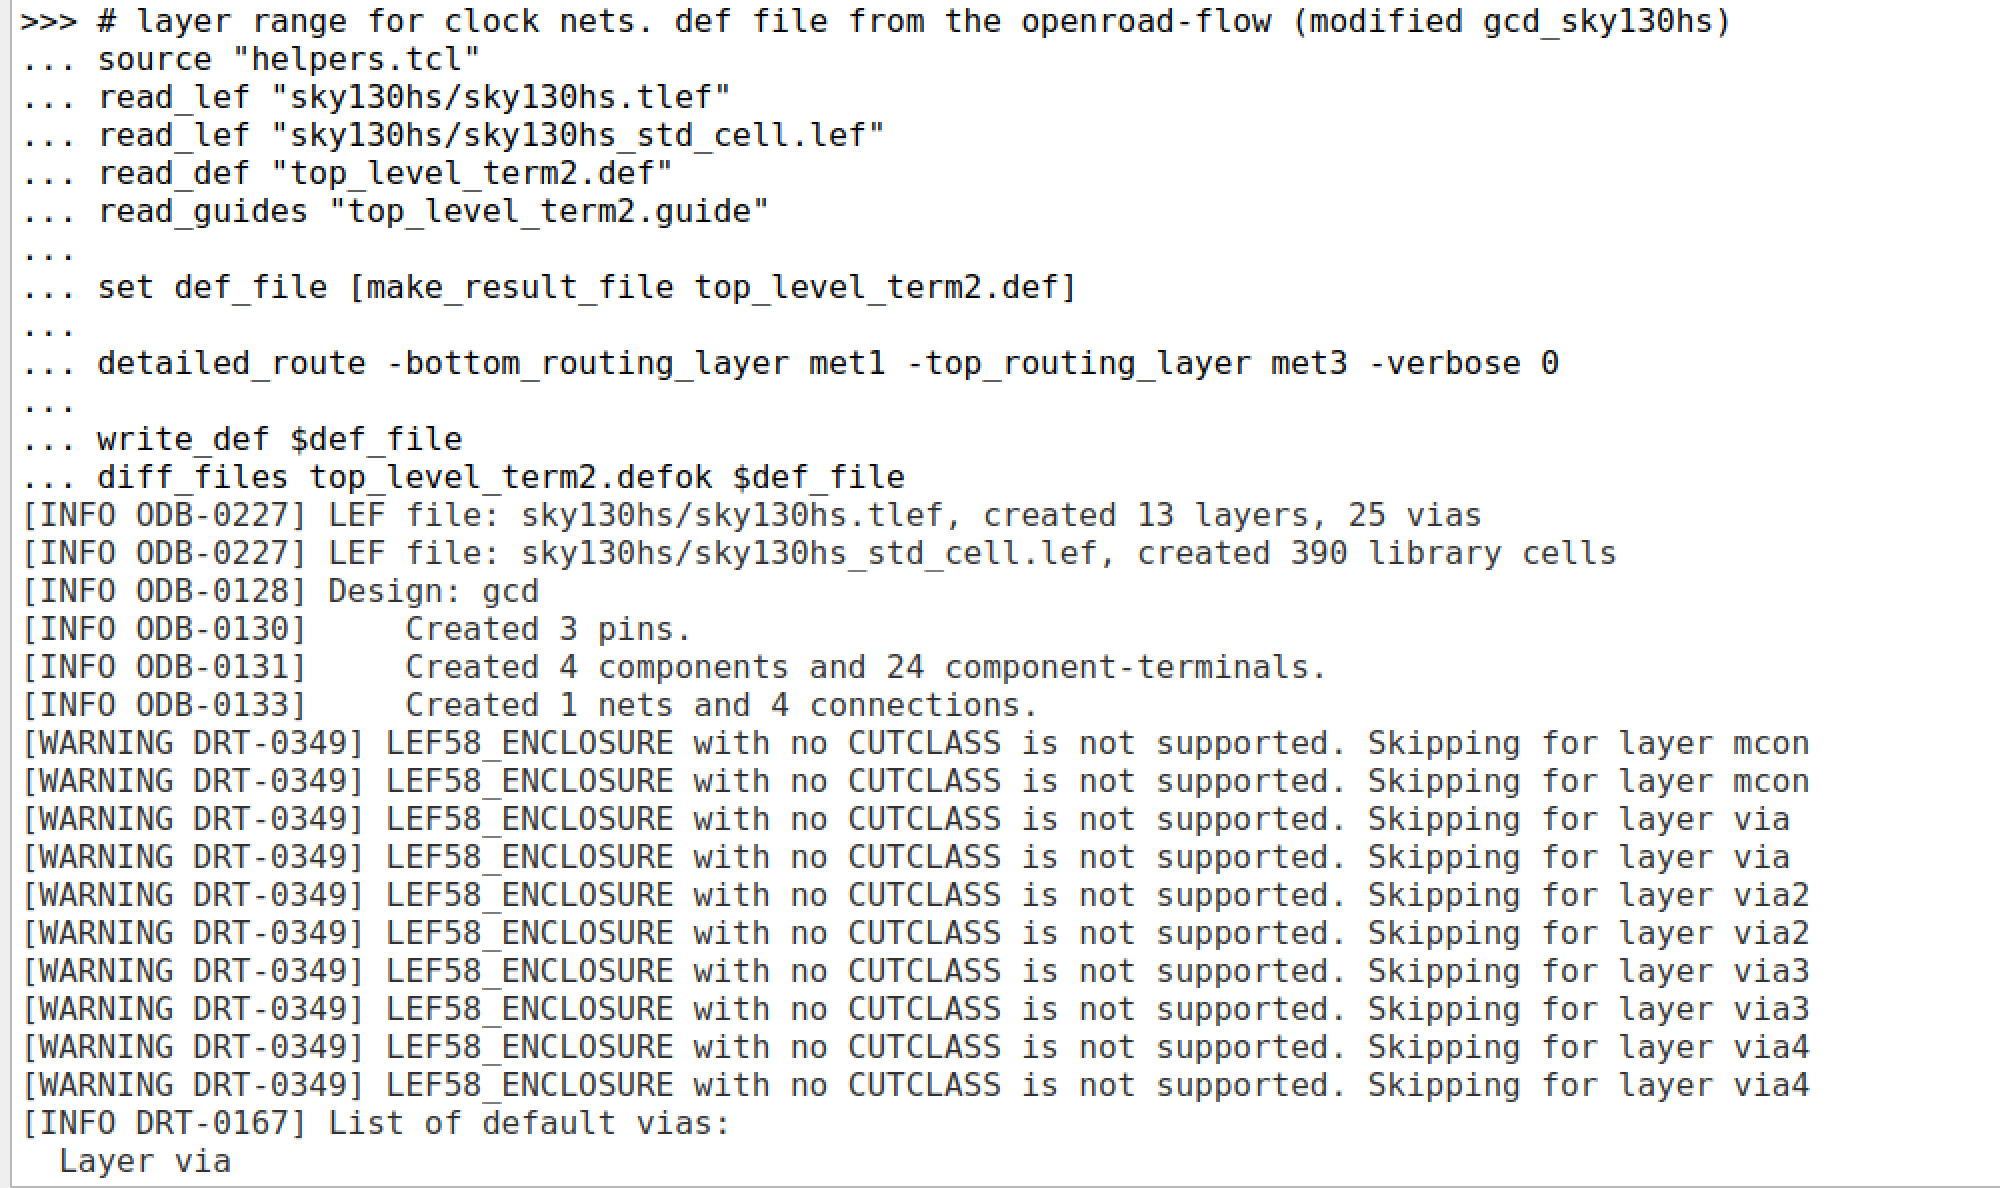 >>> # layer range for clock nets. def file from the openroad-flow (modified gcd_sky130hs)
... source "helpers.tcl"
... read_lef "sky130hs/sky130hs.tlef"
... read_lef "sky130hs/sky130hs_std_cell.lef"
... read_def "top_level_term2.def"
... read_guides "top_level_term2.guide"
...
... set def_file [make_result_file top_level_term2.def]
...
... detailed_route -bottom_routing_layer met1 -top_routing_layer met3 -verbose 0
...
... write_def $def_file
... diff_files top_level_term2.defok $def_file
[INFO ODB-0227] LEF file: sky130hs/sky130hs.tlef, created 13 layers, 25 vias
[INFO ODB-0227] LEF file: sky130hs/sky130hs_std_cell.lef, created 390 library cells
[INFO ODB-0128] Design: gcd
[INFO ODB-0130]     Created 3 pins.
[INFO ODB-0131]     Created 4 components and 24 component-terminals.
[INFO ODB-0133]     Created 1 nets and 4 connections.
[WARNING DRT-0349] LEF58_ENCLOSURE with no CUTCLASS is not supported. Skipping for layer mcon
[WARNING DRT-0349] LEF58_ENCLOSURE with no CUTCLASS is not supported. Skipping for layer mcon
[WARNING DRT-0349] LEF58_ENCLOSURE with no CUTCLASS is not supported. Skipping for layer via
[WARNING DRT-0349] LEF58_ENCLOSURE with no CUTCLASS is not supported. Skipping for layer via
[WARNING DRT-0349] LEF58_ENCLOSURE with no CUTCLASS is not supported. Skipping for layer via2
[WARNING DRT-0349] LEF58_ENCLOSURE with no CUTCLASS is not supported. Skipping for layer via2
[WARNING DRT-0349] LEF58_ENCLOSURE with no CUTCLASS is not supported. Skipping for layer via3
[WARNING DRT-0349] LEF58_ENCLOSURE with no CUTCLASS is not supported. Skipping for layer via3
[WARNING DRT-0349] LEF58_ENCLOSURE with no CUTCLASS is not supported. Skipping for layer via4
[WARNING DRT-0349] LEF58_ENCLOSURE with no CUTCLASS is not supported. Skipping for layer via4
[INFO DRT-0167] List of default vias:
  Layer via